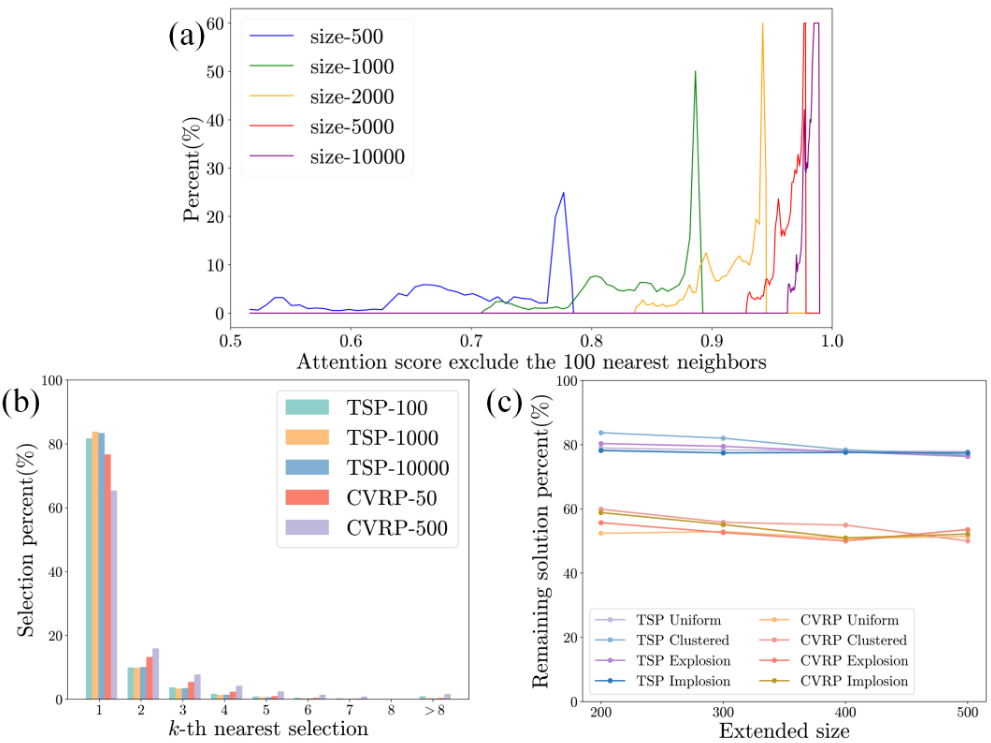 (a)
Percent(%)
60
50
40
30
20
10
0
size-500
size-1000
size-2000
size-5000
size-10000
0.5 0.6 0.7 0.8 0.9 1.0
Attention score exclude the 100 nearest neighbors
(b)
Selection percent(%)
100
80
60
40
20
0
TSP-100
TSP-1000
TSP-10000
CVRP-50
CVRP-500
1 2 3 4 5 6 7 8 >8
k-th nearest selection
(c)
Remaining solution percent(%)
100
80
60
40
20
0
TSP Uniform
TSP Clustered
TSP Explosion
TSP Implosion
CVRP Uniform
CVRP Clustered
CVRP Explosion
CVRP Implosion
200 300 400 500
Extended size